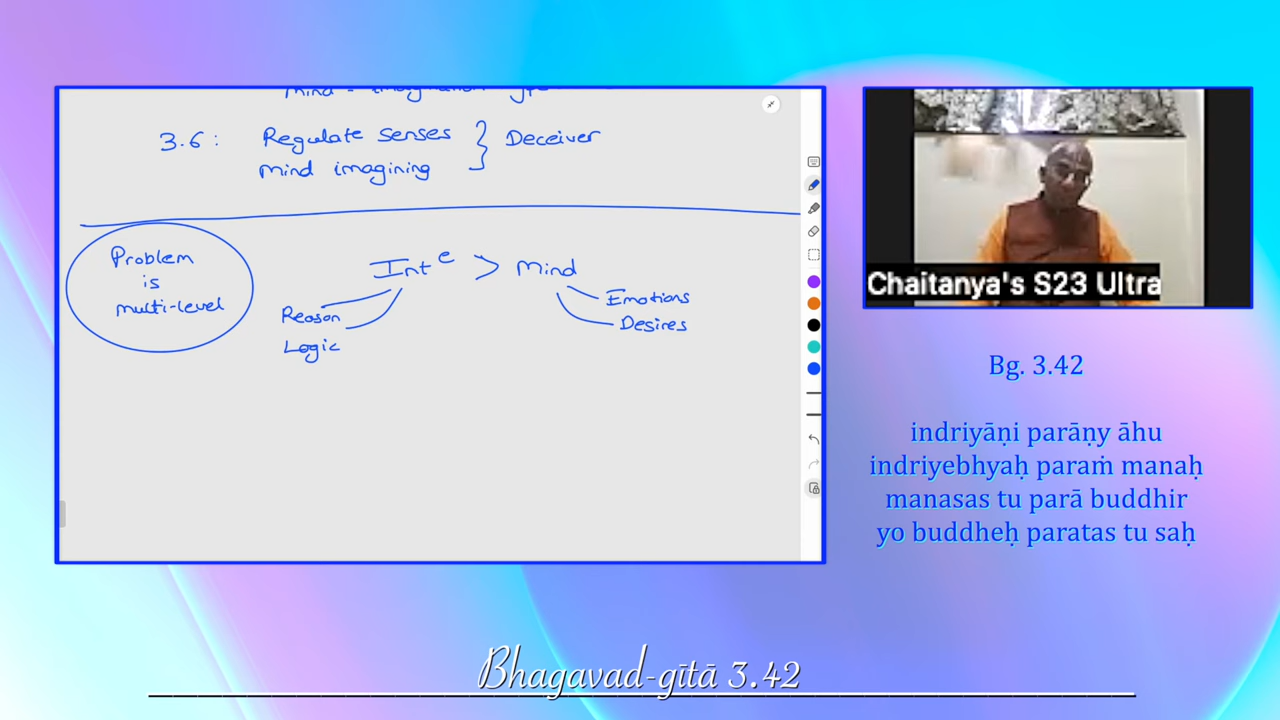 3.6 : Regulate senses } Deceiver
Mind imagining
Problem
is
multi-level
Int e > Mind
Reason
Logic
Emotions
Desires
Chaitanya's S23 Ultra
Bg. 3.42
indriyāṇi parāṇy āhu
indriyebhyaḥ paraṁ manaḥ
manasas tu parā buddhir
yo buddheḥ paratas tu saḥ
Bhagavad-gītā 3.42